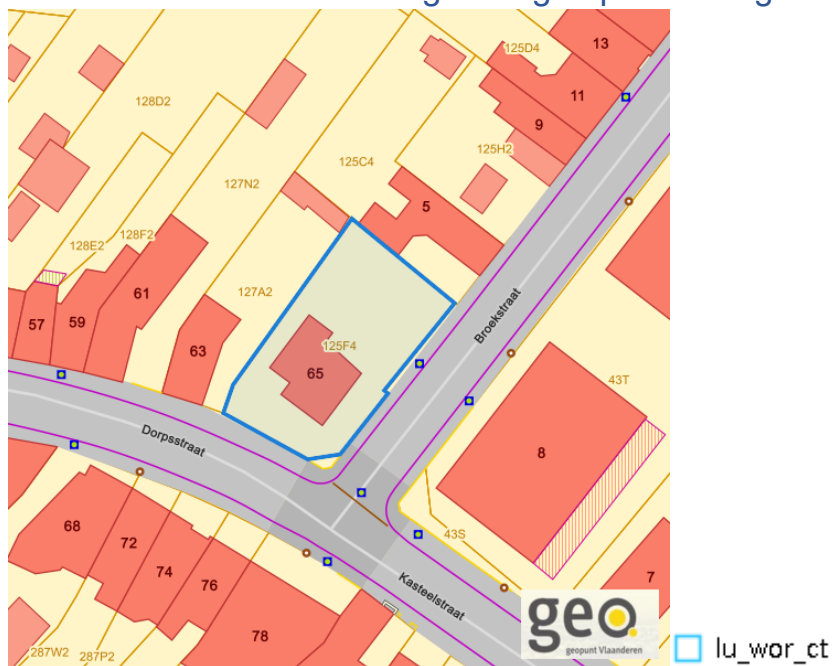 13
125D4
11
128D2
9
125H2
125C4
127N2
5
128F2
128E2
61
127A2
57
59
63
125F4
65
Broekstraat
43T
Dorpsstraat
8
68
72
74
76
78
43S
Kasteelstraat
7
287W2
287P2
geo.
geopunt Vlaanderen
lu_wor_ct